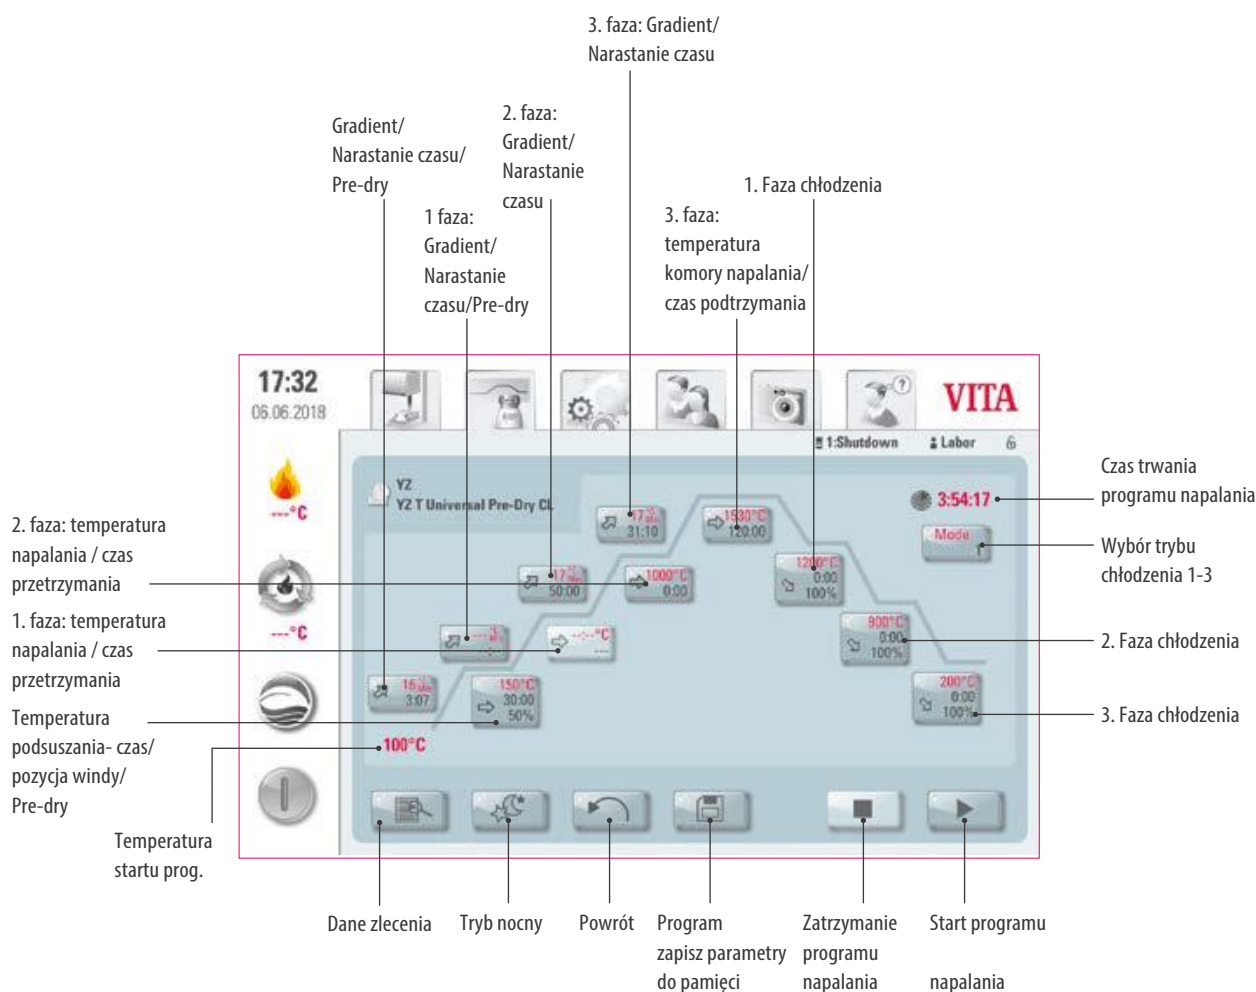 3. faza: Gradient/
Narastanie czasu
Gradient/
Narastanie czasu/
Pre-dry
2. faza:
Gradient/
Narastanie
czasu
1 faza:
Gradient/
Narastanie
czasu/Pre-dry
3. faza:
temperatura
komory napalania/
czas podtrzymania
1. Faza chłodzenia
17:32
06.06.2018
VITA
1:Shutdown Labor
YZ
YZ T Universal Pre-Dry CL
---°C
---°C
17
31:10
1530°C
120:00
3:54:17
Mode
1
17
50:00
1000°C
0:00
1200°C
0:00
100%
--:--°C
---
900°C
0:00
100%
15
3:07
150°C
30:00
50%
200°C
0:00
100%
100°C
2. faza: temperatura
napalania / czas
przetrzymania
1. faza: temperatura
napalania / czas
przetrzymania
Temperatura
podsuszania- czas/
pozycja windy/
Pre-dry
Temperatura
startu prog.
Czas trwania
programu napalania
Wybór trybu
chłodzenia 1-3
2. Faza chłodzenia
3. Faza chłodzenia
Dane zlecenia
Tryb nocny
Powrót
Program
zapisz parametry
do pamięci
Zatrzymanie
programu
napalania
Start programu
napalania